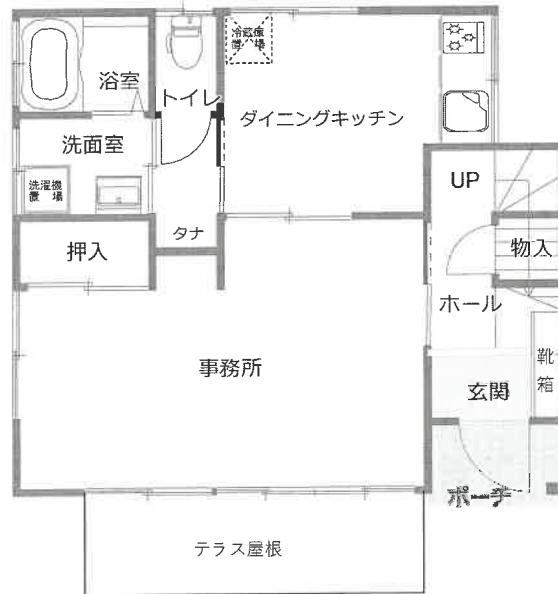 冷蔵庫
置　場
浴室
トイレ
ダイニングキッチン
洗面室
洗濯機
置　場
UP
タナ
押入
物入
ホール
事務所
靴
箱
玄関
ポーチ
テラス屋根